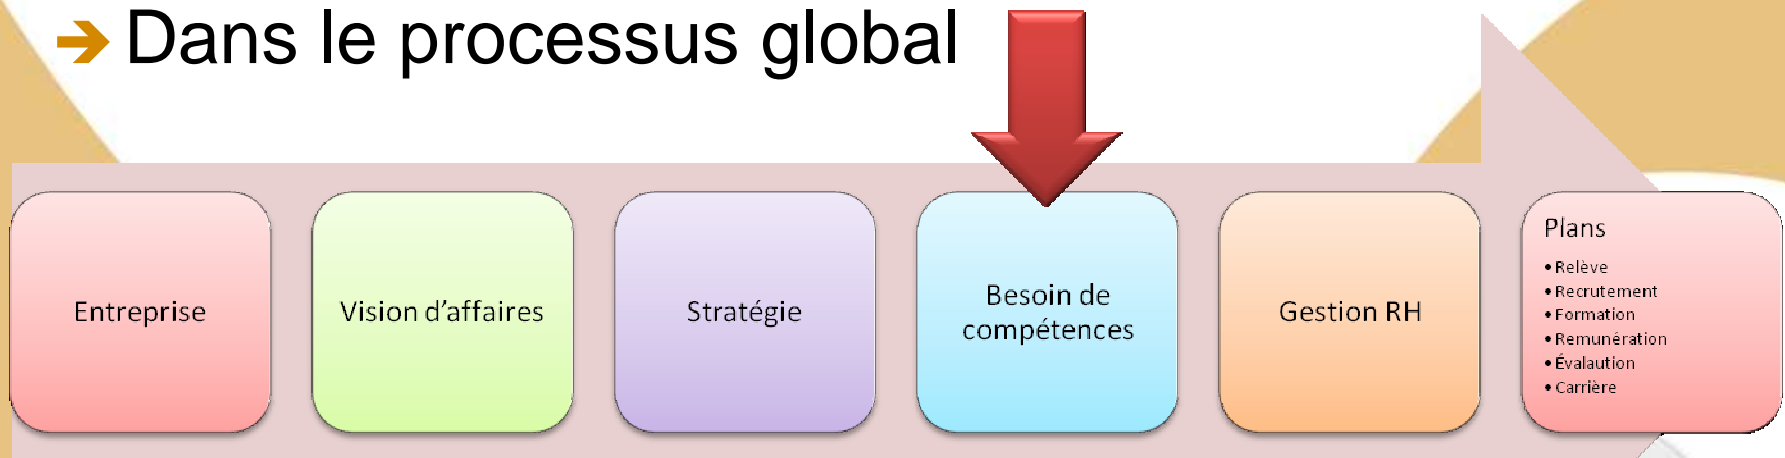 Dans le processus global
Entreprise
Vision d’affaires
Stratégie
Besoin de
compétences
Gestion RH
Plans
• Relève
• Recrutement
• Formation
• Remunération
• Évalaution
• Carrière